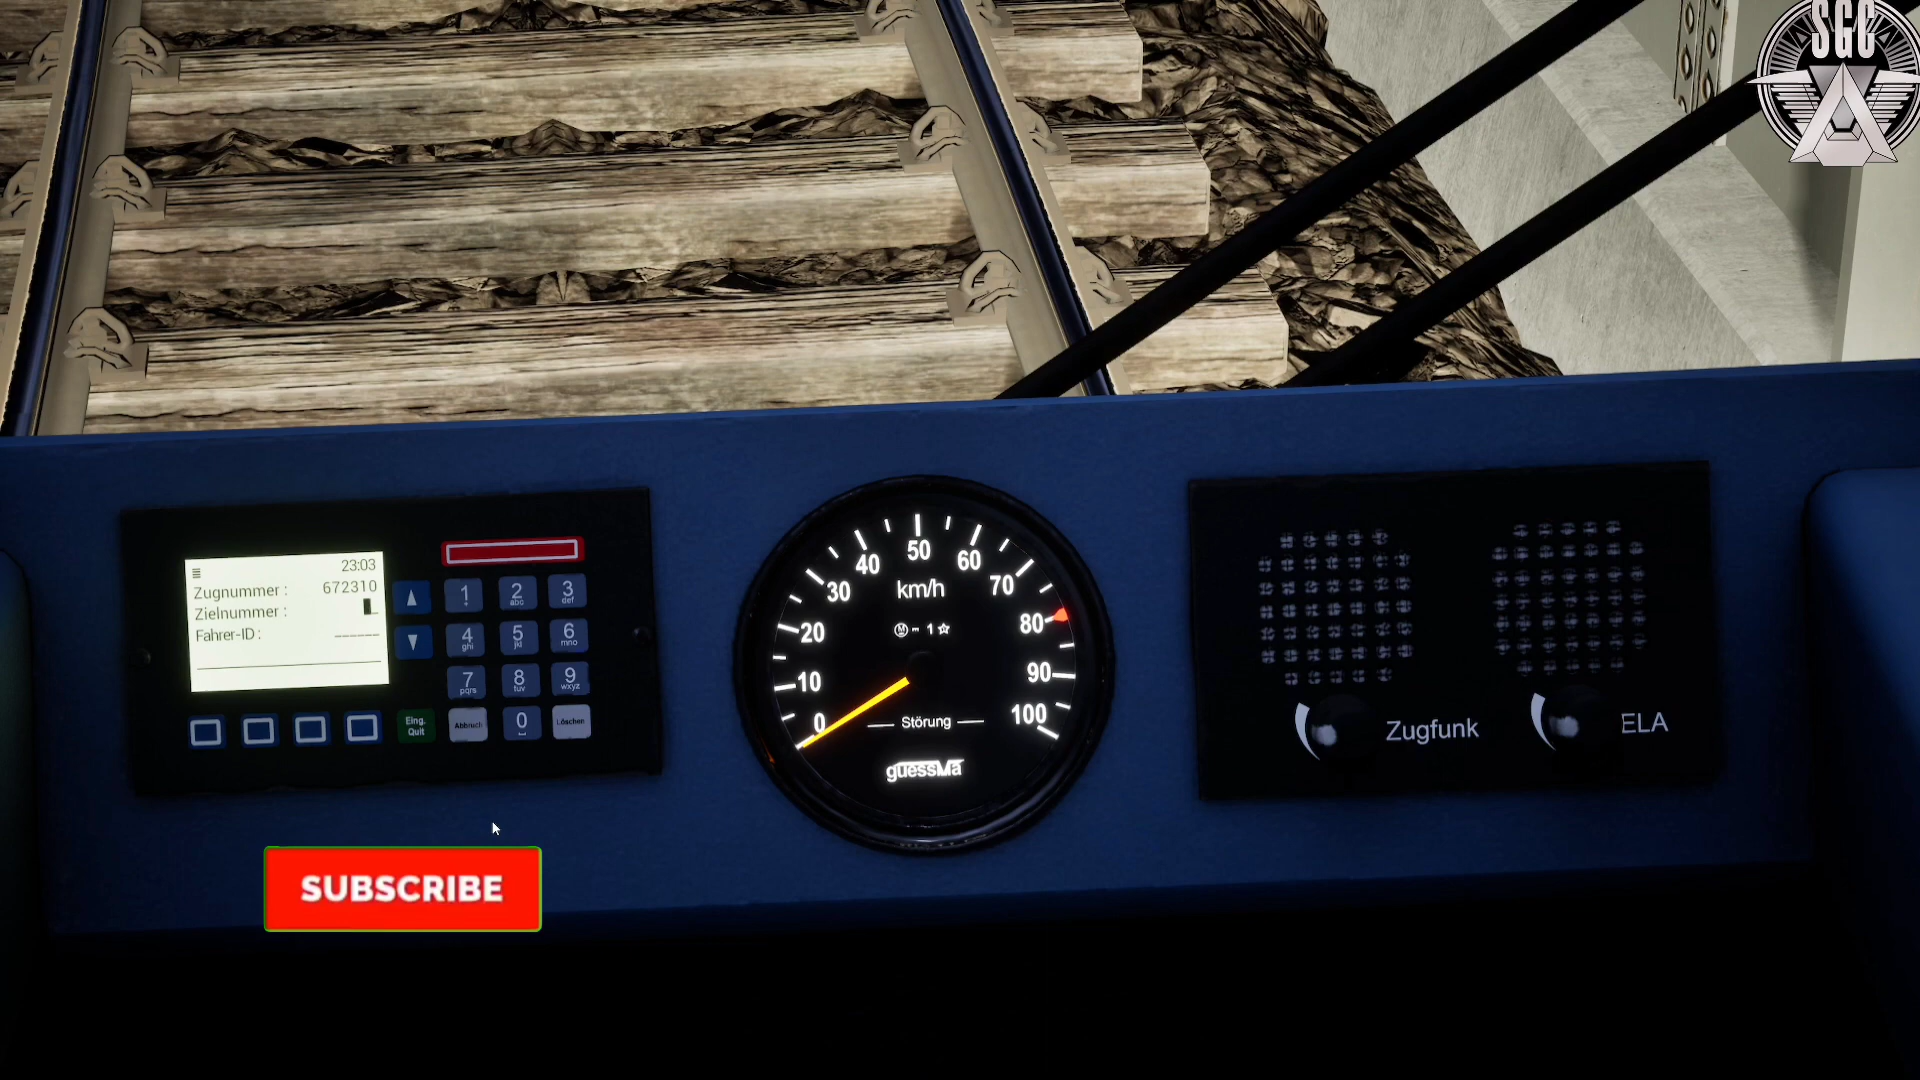 SGC
23:03
Zugnummer : 672310
Zielnummer :
Fahrer-ID :
1
2 abc
3 def
4 ghi
5 jkl
6 mno
7 pqrs
8 tuv
9 wxyz
Eing. Quit
Abbruch
0
Löschen
0 10 20 30 40 50 60 70 80 90 100
km/h
M - 1
Störung
guessMa
Zugfunk
ELA
SUBSCRIBE